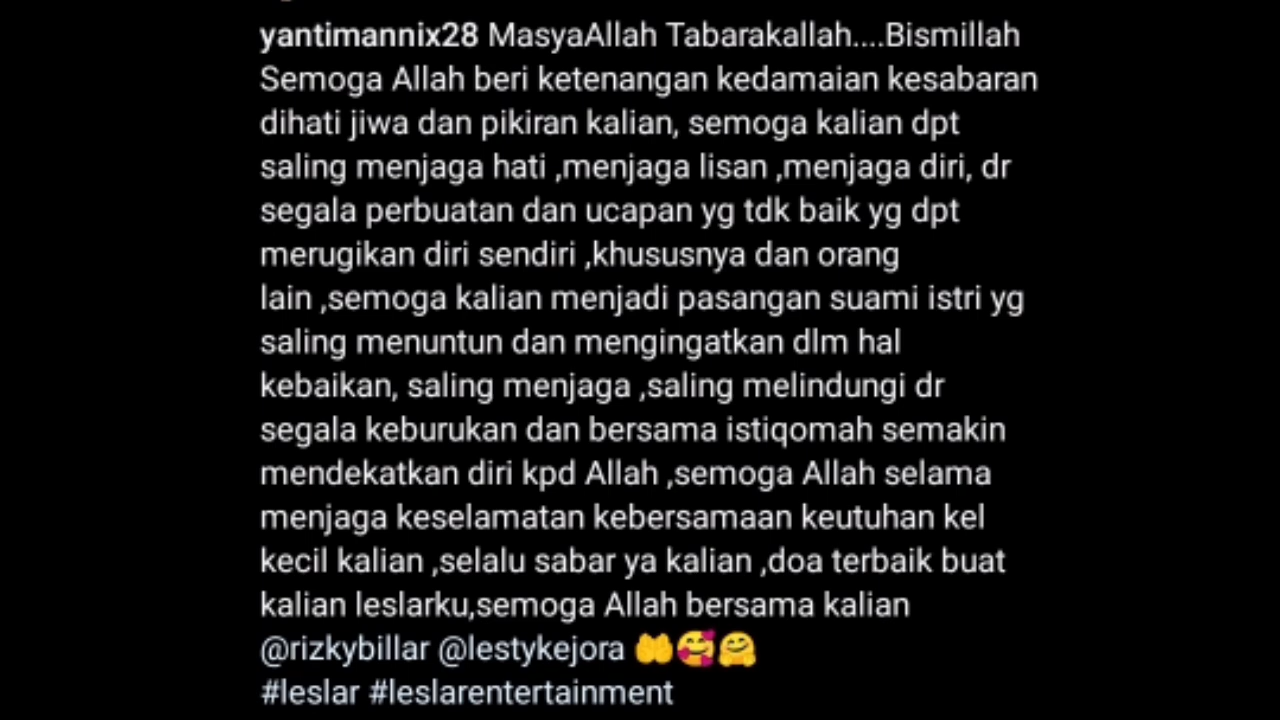 yantimannix28 MasyaAllah Tabarakallah....Bismillah
Semoga Allah beri ketenangan kedamaian kesabaran
dihati jiwa dan pikiran kalian, semoga kalian dpt
saling menjaga hati ,menjaga lisan ,menjaga diri, dr
segala perbuatan dan ucapan yg tdk baik yg dpt
merugikan diri sendiri ,khususnya dan orang
lain ,semoga kalian menjadi pasangan suami istri yg
saling menuntun dan mengingatkan dlm hal
kebaikan, saling menjaga ,saling melindungi dr
segala keburukan dan bersama istiqomah semakin
mendekatkan diri kpd Allah ,semoga Allah selama
menjaga keselamatan kebersamaan keutuhan kel
kecil kalian ,selalu sabar ya kalian ,doa terbaik buat
kalian leslarku,semoga Allah bersama kalian
@rizkybillar @lestykejora 🤲🥰🤗
#leslar #leslarentertainment